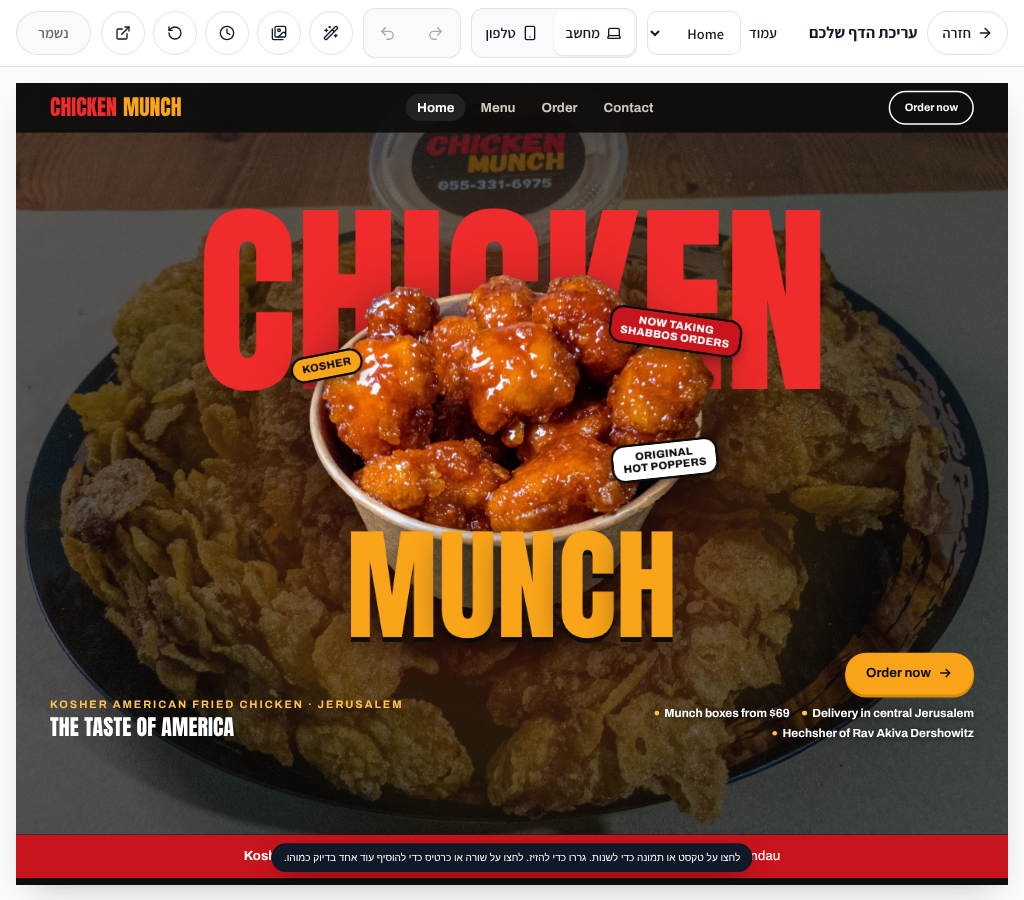 חזרה
עריכת הדף שלכם
עמוד
Home
מחשב
טלפון
נשמר
CHICKEN MUNCH
Home
Menu
Order
Contact
Order now
CHICKEN
MUNCH
055-331-6975
CHICKEN
NOW TAKING
SHABBOS ORDERS
KOSHER
ORIGINAL
HOT POPPERS
MUNCH
Order now
KOSHER AMERICAN FRIED CHICKEN · JERUSALEM
THE TASTE OF AMERICA
• Munch boxes from $69 • Delivery in central Jerusalem
• Hechsher of Rav Akiva Dershowitz
לחצו על טקסט או תמונה כדי לשנות. גררו כדי להזיז. לחצו על שורה או כרטיס כדי להוסיף עוד אחד בדיוק כמוהו.